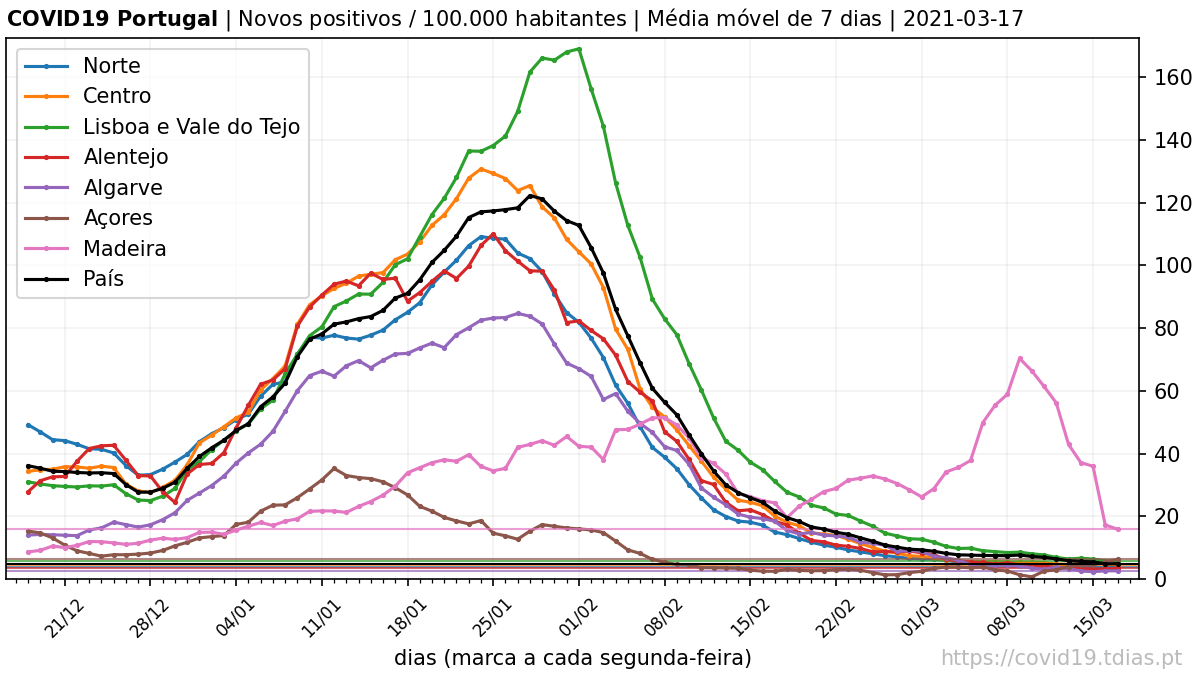 COVID19 Portugal | Novos positivos / 100.000 habitantes | Média móvel de 7 dias | 2021-03-17
Norte
Centro
Lisboa e Vale do Tejo
Alentejo
Algarve
Açores
Madeira
País
160
140
120
100
80
60
40
20
0
21/12 28/12 04/01 11/01 18/01 25/01 01/02 08/02 15/02 22/02 01/03 08/03 15/03
dias (marca a cada segunda-feira)
https://covid19.tdias.pt